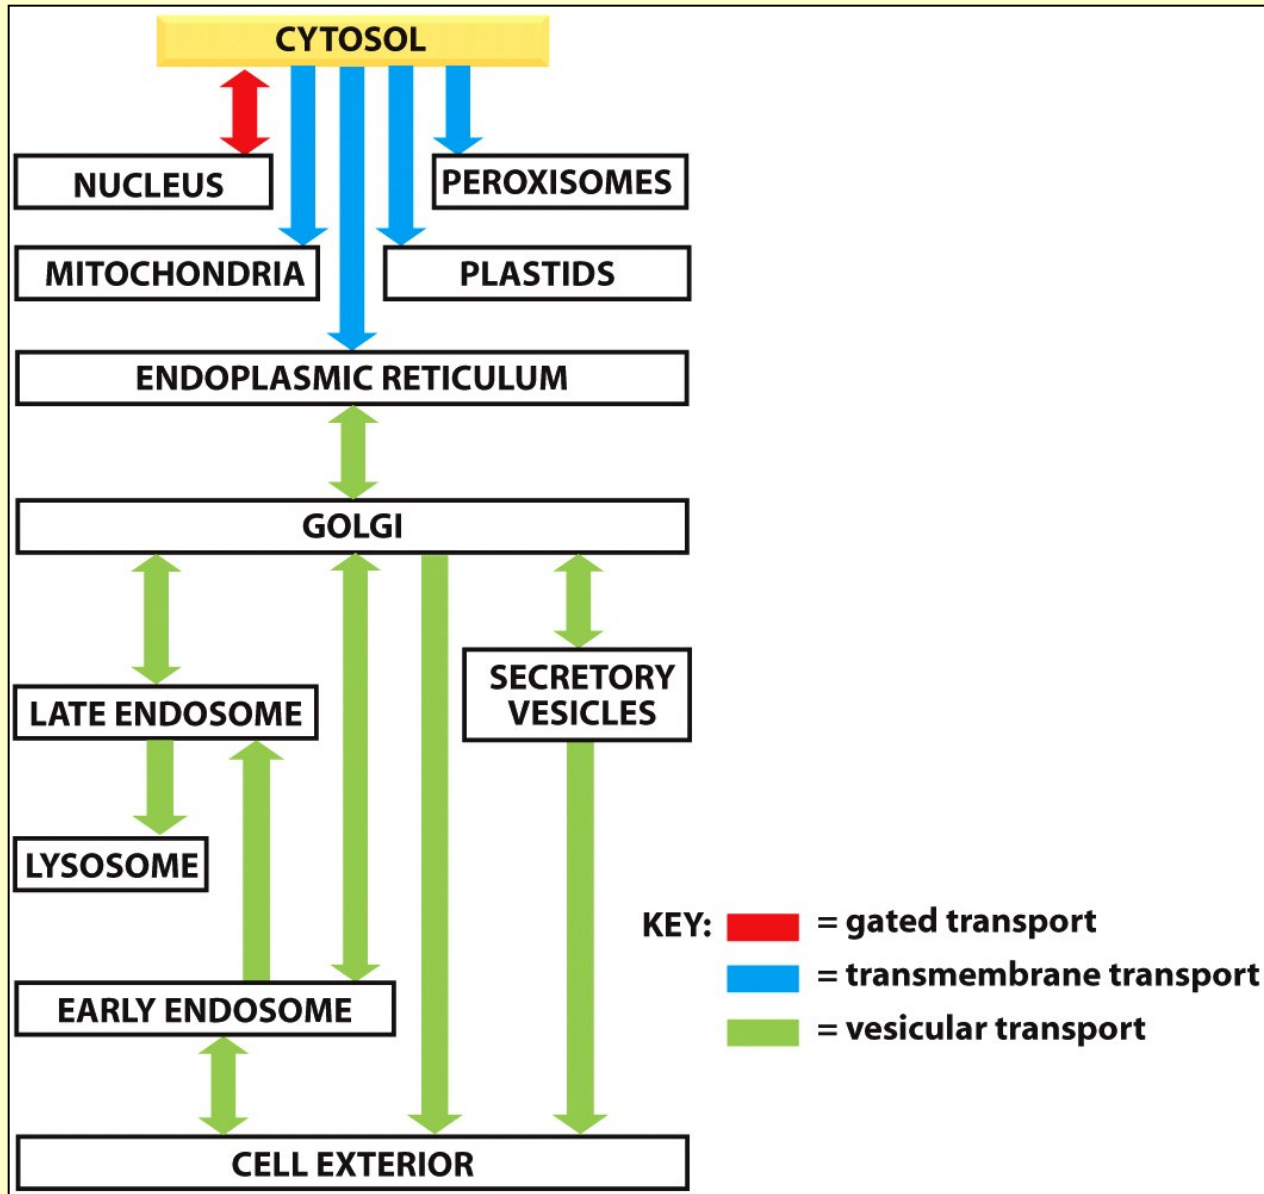 CYTOSOL
NUCLEUS
PEROXISOMES
MITOCHONDRIA
PLASTIDS
ENDOPLASMIC RETICULUM
GOLGI
SECRETORY
VESICLES
LATE ENDOSOME
LYSOSOME
KEY:
= gated transport
= transmembrane transport
= vesicular transport
EARLY ENDOSOME
CELL EXTERIOR